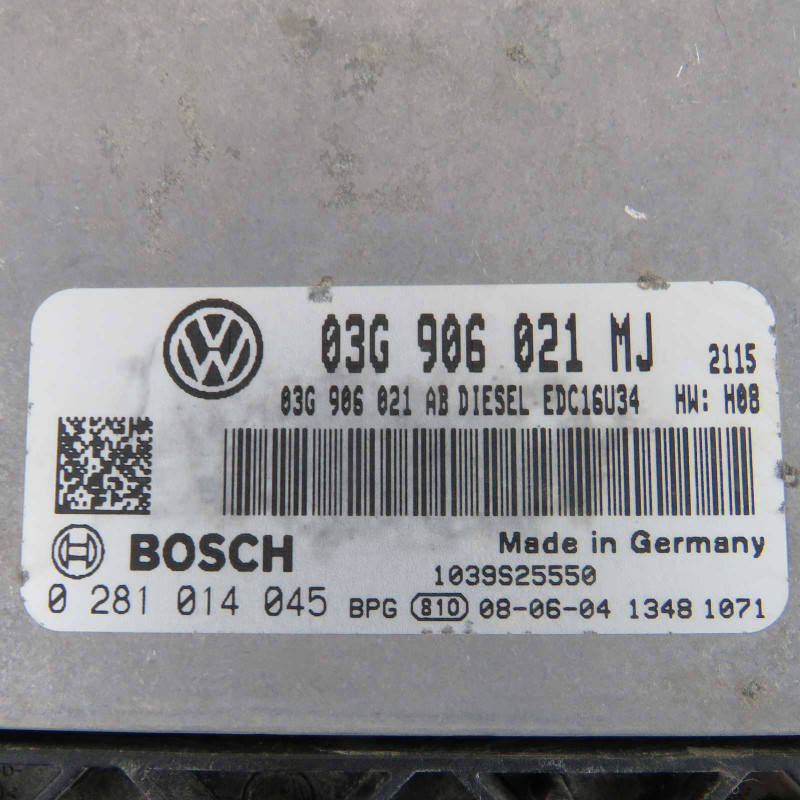 03G 906 021 MJ 2115
03G 906 021 AB DIESEL EDC16U34 HW: H08
BOSCH Made in Germany
1039S25550
0 281 014 045 BPG 810 08-06-04 1348 1071